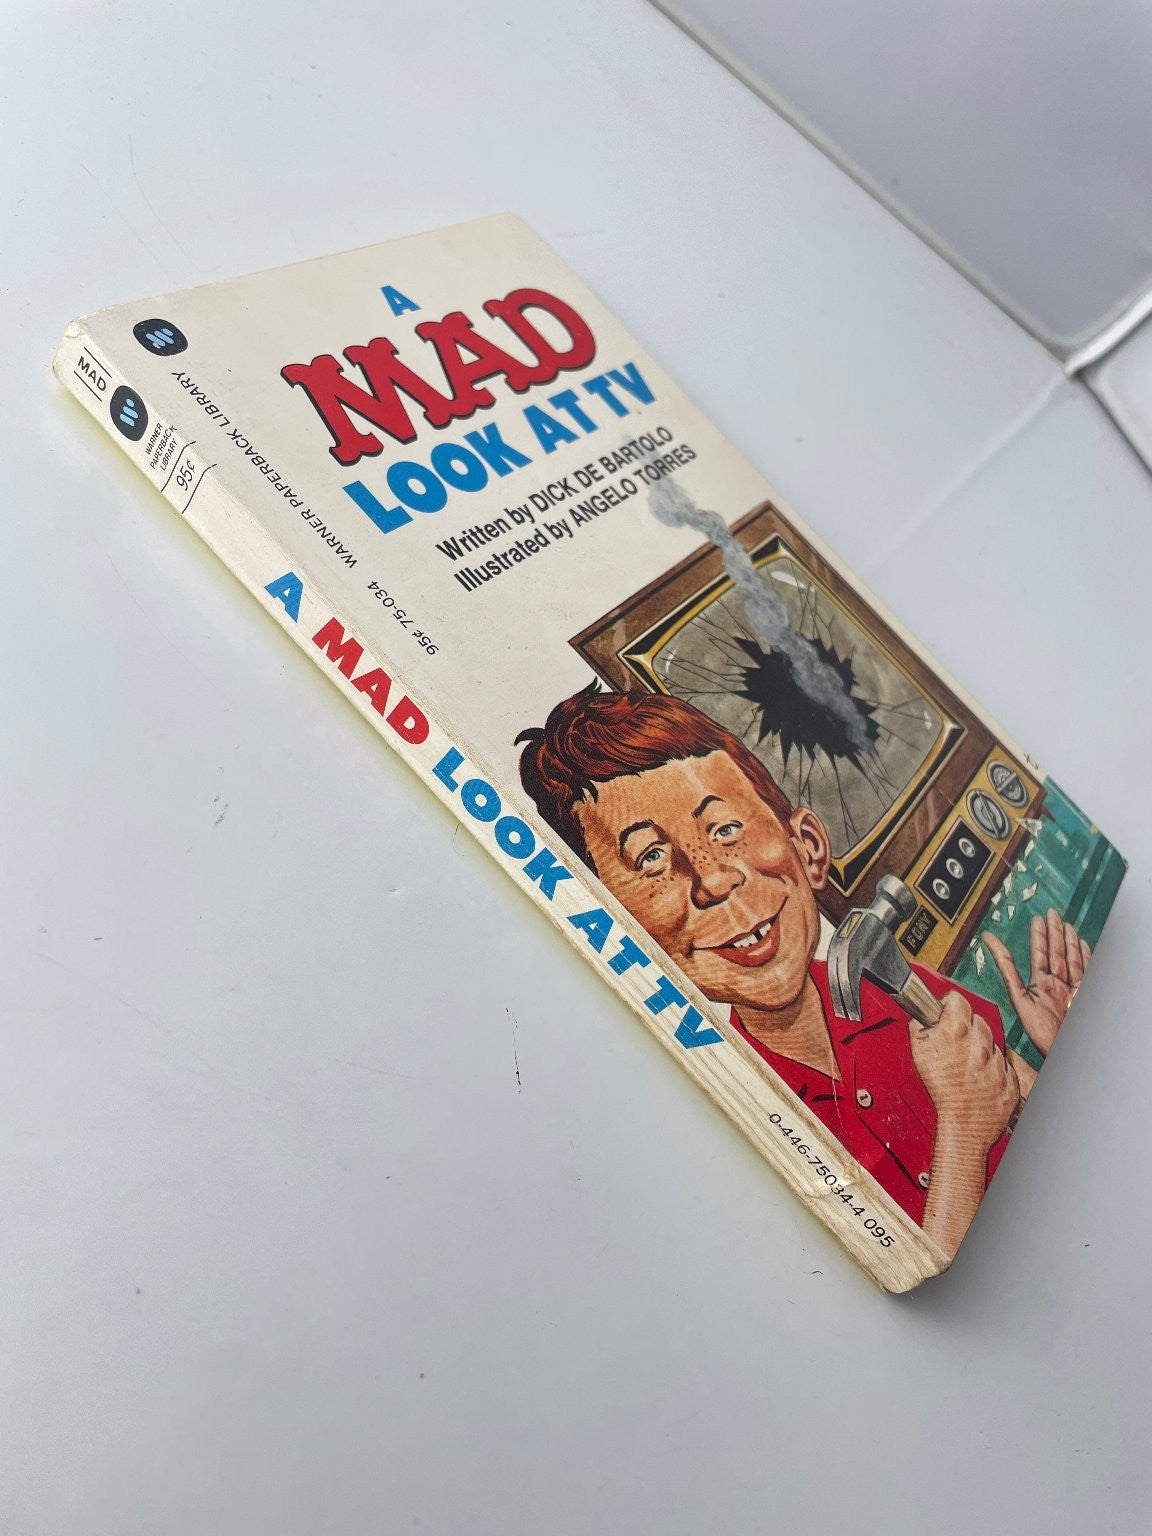 A
MAD
LOOK AT TV
Written by DICK DE BARTOLO
Illustrated by ANGELO TORRES
WARNER PAPERBACK LIBRARY
95¢ 75-034
MAD
WARNER
PAPERBACK
LIBRARY
95¢
A MAD LOOK AT TV
0-446-75034-4 095
FONY